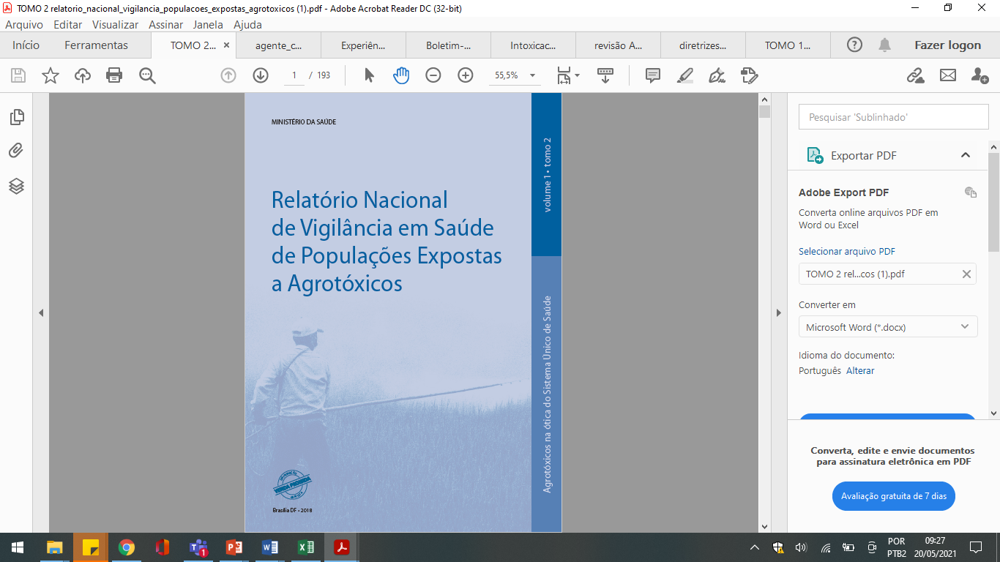 TOMO 2 relatorio_nacional_vigilancia_populacoes_expostas_agrotoxicos (1).pdf - Adobe Acrobat Reader DC (32-bit)
Arquivo Editar Visualizar Assinar Janela Ajuda
Início Ferramentas TOMO 2... × agente_c... Experiên... Boletim-... Intoxicac... revisão A... diretrizes... TOMO 1... Fazer logon
1 / 193 55,5%
MINISTÉRIO DA SAÚDE
Relatório Nacional
de Vigilância em Saúde
de Populações Expostas
a Agrotóxicos
VENDA PROIBIDA
Brasília DF • 2018
volume 1 • tomo 2
Agrotóxicos na ótica do Sistema Único de Saúde
Pesquisar 'Sublinhado'
Exportar PDF
Adobe Export PDF
Converta online arquivos PDF em
Word ou Excel
Selecionar arquivo PDF
TOMO 2 rel...cos (1).pdf
Converter em
Microsoft Word (*.docx)
Idioma do documento:
Português Alterar
Converta, edite e envie documentos
para assinatura eletrônica em PDF
Avaliação gratuita de 7 dias
1
POR
PTB2
09:27
20/05/2021